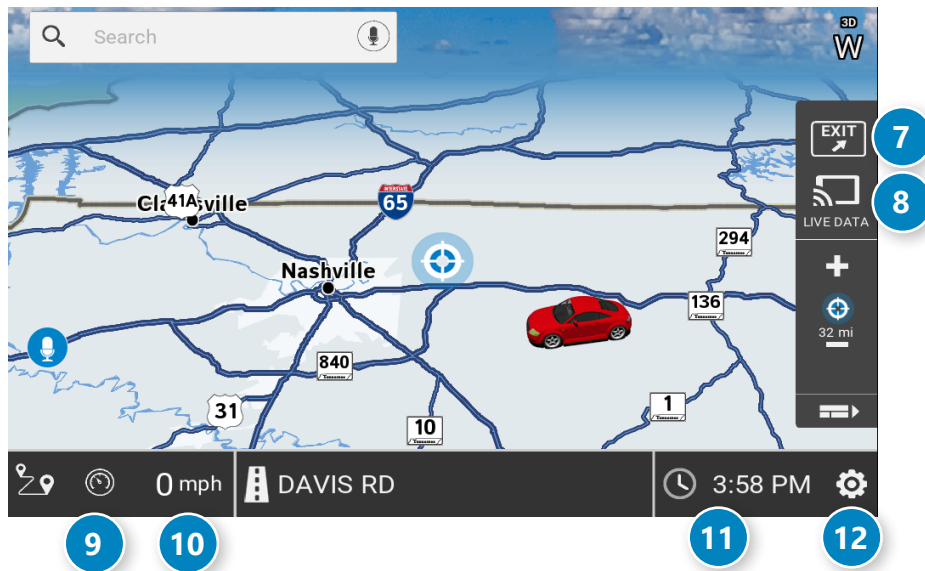 Search
3D
W
EXIT
7
LIVE DATA
8
41A
INTERSTATE
65
294
Nashville
136
32 mi
840
31
1
10
0 mph
DAVIS RD
3:58 PM
9
10
11
12